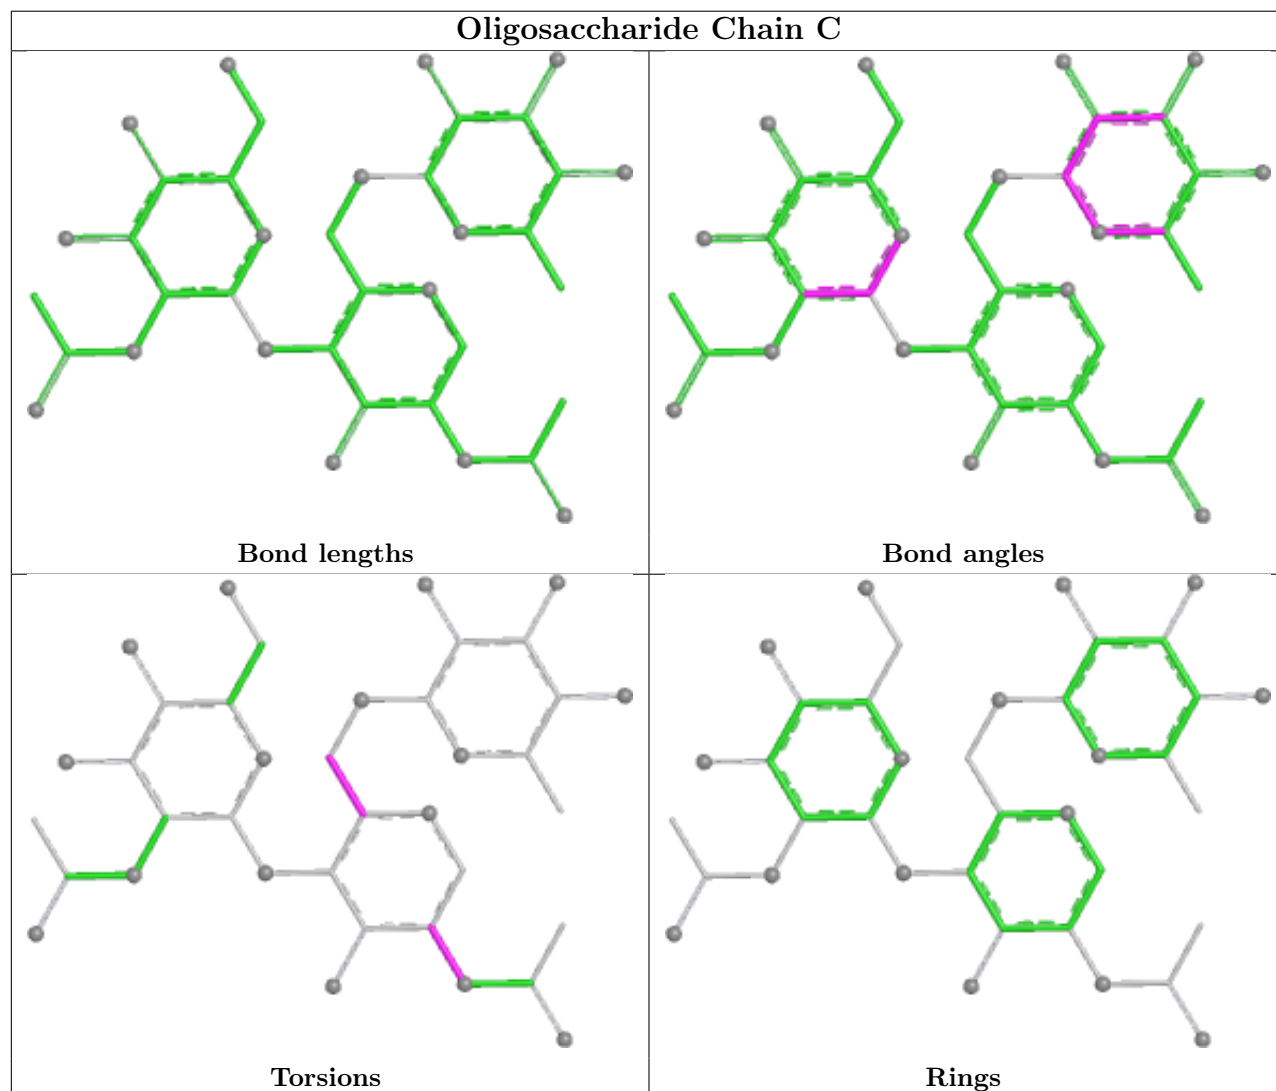 Oligosaccharide Chain C
Bond lengths
Bond angles
Torsions
Rings